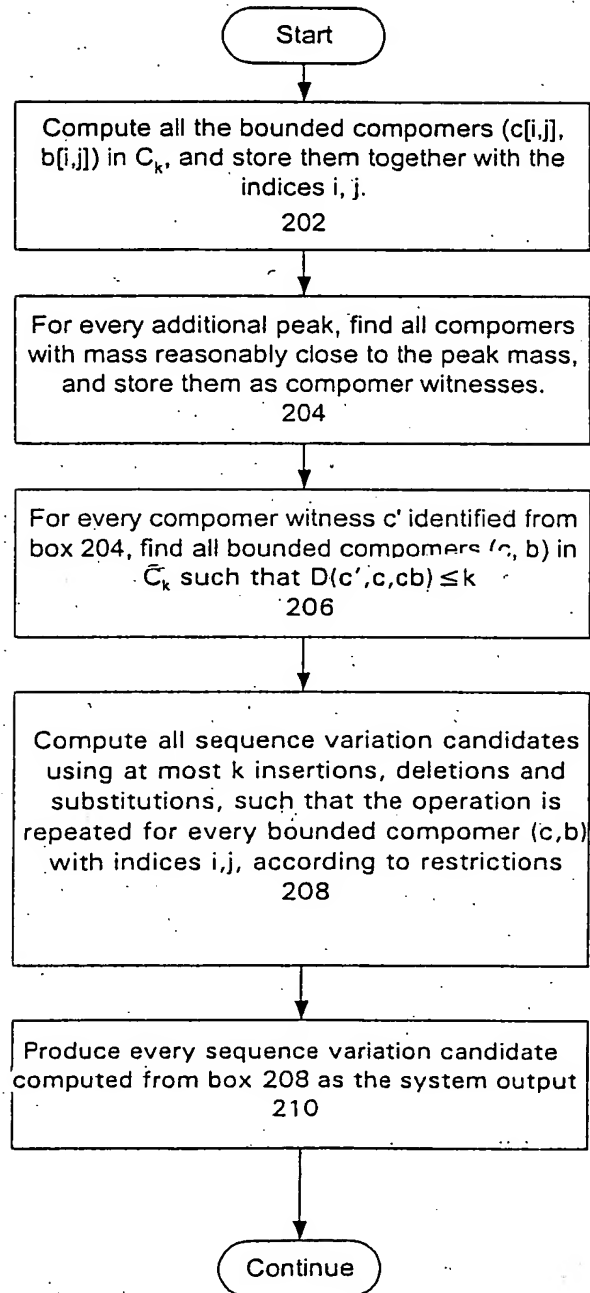 Start
Compute all the bounded compomers (c[i,j],
b[i,j]) in Cₖ, and store them together with the
indices i, j.
202
For every additional peak, find all compomers
with mass reasonably close to the peak mass,
and store them as compomer witnesses.
204
For every compomer witness c' identified from
box 204, find all bounded compomers (c, b) in
Cₖ such that D(c',c,cb) ≤ k
206
Compute all sequence variation candidates
using at most k insertions, deletions and
substitutions, such that the operation is
repeated for every bounded compomer (c,b)
with indices i,j, according to restrictions
208
Produce every sequence variation candidate
computed from box 208 as the system output
210
Continue